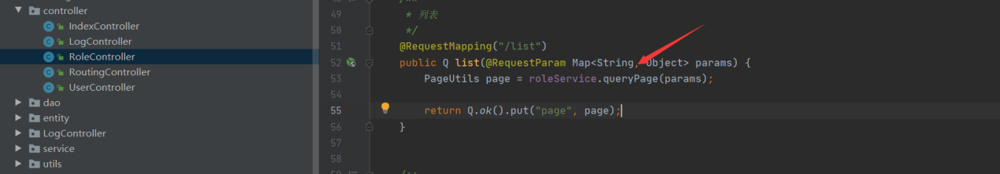 controller
IndexController
LogController
RoleController
RoutingController
UserController
dao
entity
LogController
service
utils
49 * 列表
50 */
51 @RequestMapping("/list")
52 public Q list(@RequestParam Map<String, Object> params) {
53 PageUtils page = roleService.queryPage(params);
54
55 return Q.ok().put("page", page);
56 }
57
58